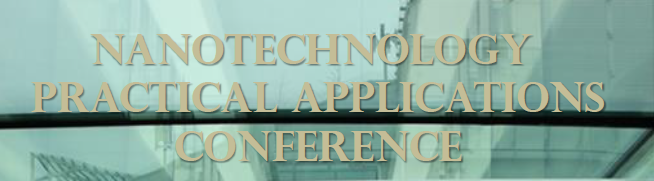 NANOTECHNOLOGY
PRACTICAL APPLICATIONS
CONFERENCE